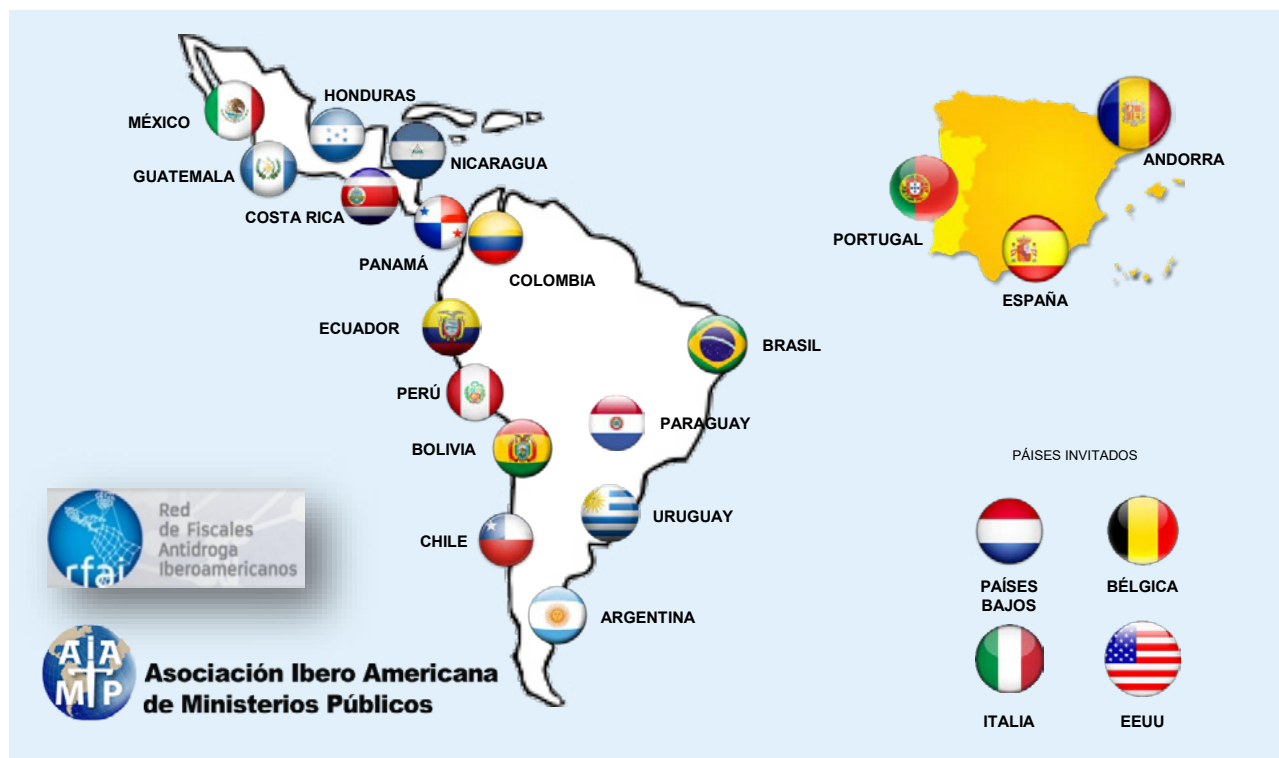 HONDURAS
MÉXICO
NICARAGUA
GUATEMALA
COSTA RICA
PANAMÁ
COLOMBIA
ECUADOR
BRASIL
PERÚ
PARAGUAY
BOLIVIA
URUGUAY
CHILE
ARGENTINA
ANDORRA
PORTUGAL
ESPAÑA
PÁISES INVITADOS
PAÍSES
BAJOS
BÉLGICA
ITALIA
EEUU
rfai
Red
de Fiscales
Antidroga
Iberoamericanos
AIA
MP
Asociación Ibero Americana
de Ministerios Públicos